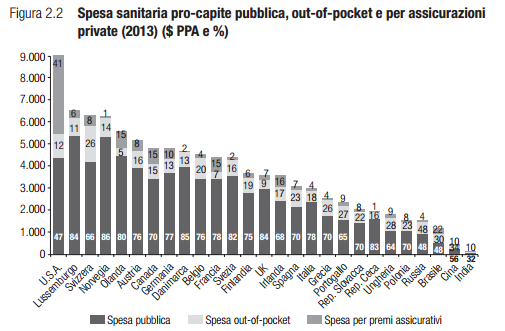 Figura 2.2 Spesa sanitaria pro-capite pubblica, out-of-pocket e per assicurazioni
private (2013) ($ PPA e %)
9.000
8.000
7.000
6.000
5.000
4.000
3.000
2.000
1.000
0
41 6 8 1 15 8 15 10 2 4 15 2 6 7 16 7 4 4 9 8 1 9 8 4 22 10 10
12 11 26 14 5 16 15 13 13 20 7 16 19 9 17 23 18 26 27 22 16 28 23 48 30
47 84 66 86 80 76 70 77 85 76 78 82 75 84 68 70 78 70 65 70 83 64 70 48 48 56 32
U.S.A. Lussemburgo Svizzera Norvegia Olanda Austria Canada Germania Danimarca Belgio Francia Svezia Finlandia UK Irlanda Spagna Italia Grecia Portogallo Rep. Slovacca Rep. Ceca Ungheria Polonia Russia Brasile Cina India
Spesa pubblica Spesa out-of-pocket Spesa per premi assicurativi